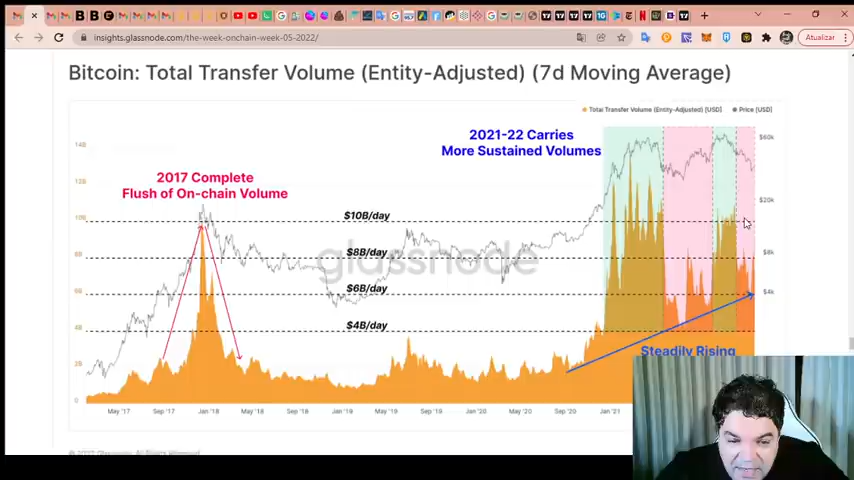 insights.glassnode.com/the-week-onchain-week-05-2022/
Atualizar
Bitcoin: Total Transfer Volume (Entity-Adjusted) (7d Moving Average)
Total Transfer Volume (Entity-Adjusted) [USD]
Price [USD]
2021-22 Carries
More Sustained Volumes
2017 Complete
Flush of On-chain Volume
14B
12B
10B
8B
6B
4B
2B
0
$60k
$20k
$8k
$4k
$10B/day
$8B/day
$6B/day
$4B/day
glassnode
Steadily Rising
May '17
Sep '17
Jan '18
May '18
Sep '18
Jan '19
May '19
Sep '19
Jan '20
May '20
Sep '20
Jan '21